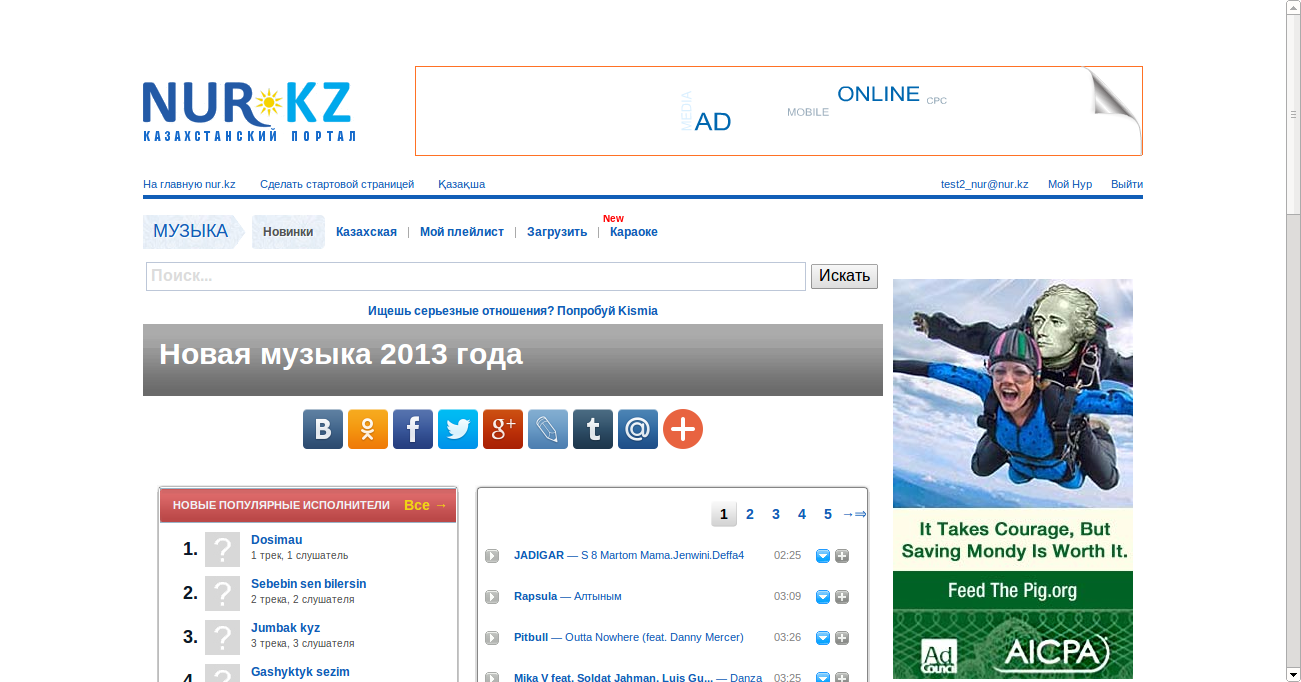 NUR KZ
КАЗАХСТАНСКИЙ ПОРТАЛ
MEDIA AD MOBILE ONLINE CPC
На главную nur.kz Сделать стартовой страницей Қазақша test2_nur@nur.kz Мой Нур Выйти
New
МУЗЫКА Новинки Казахская | Мой плейлист | Загрузить | Караоке
Поиск... Искать
Ищешь серьезные отношения? Попробуй Kismia
Новая музыка 2013 года
НОВЫЕ ПОПУЛЯРНЫЕ ИСПОЛНИТЕЛИ Все →
1. Dosimau
1 трек, 1 слушатель
2. Sebebin sen bilersin
2 трека, 2 слушателя
3. Jumbak kyz
3 трека, 3 слушателя
4. Gashyktyk sezim
1 2 3 4 5 →⇒
JADIGAR — S 8 Martom Mama.Jenwini.Deffa4 02:25
Rapsula — Алтыным 03:09
Pitbull — Outta Nowhere (feat. Danny Mercer) 03:26
Mika V feat. Soldat Jahman, Luis Gu... — Danza 03:25
It Takes Courage, But
Saving Mondy Is Worth It.
Feed The Pig.org
Ad Council AICPA)